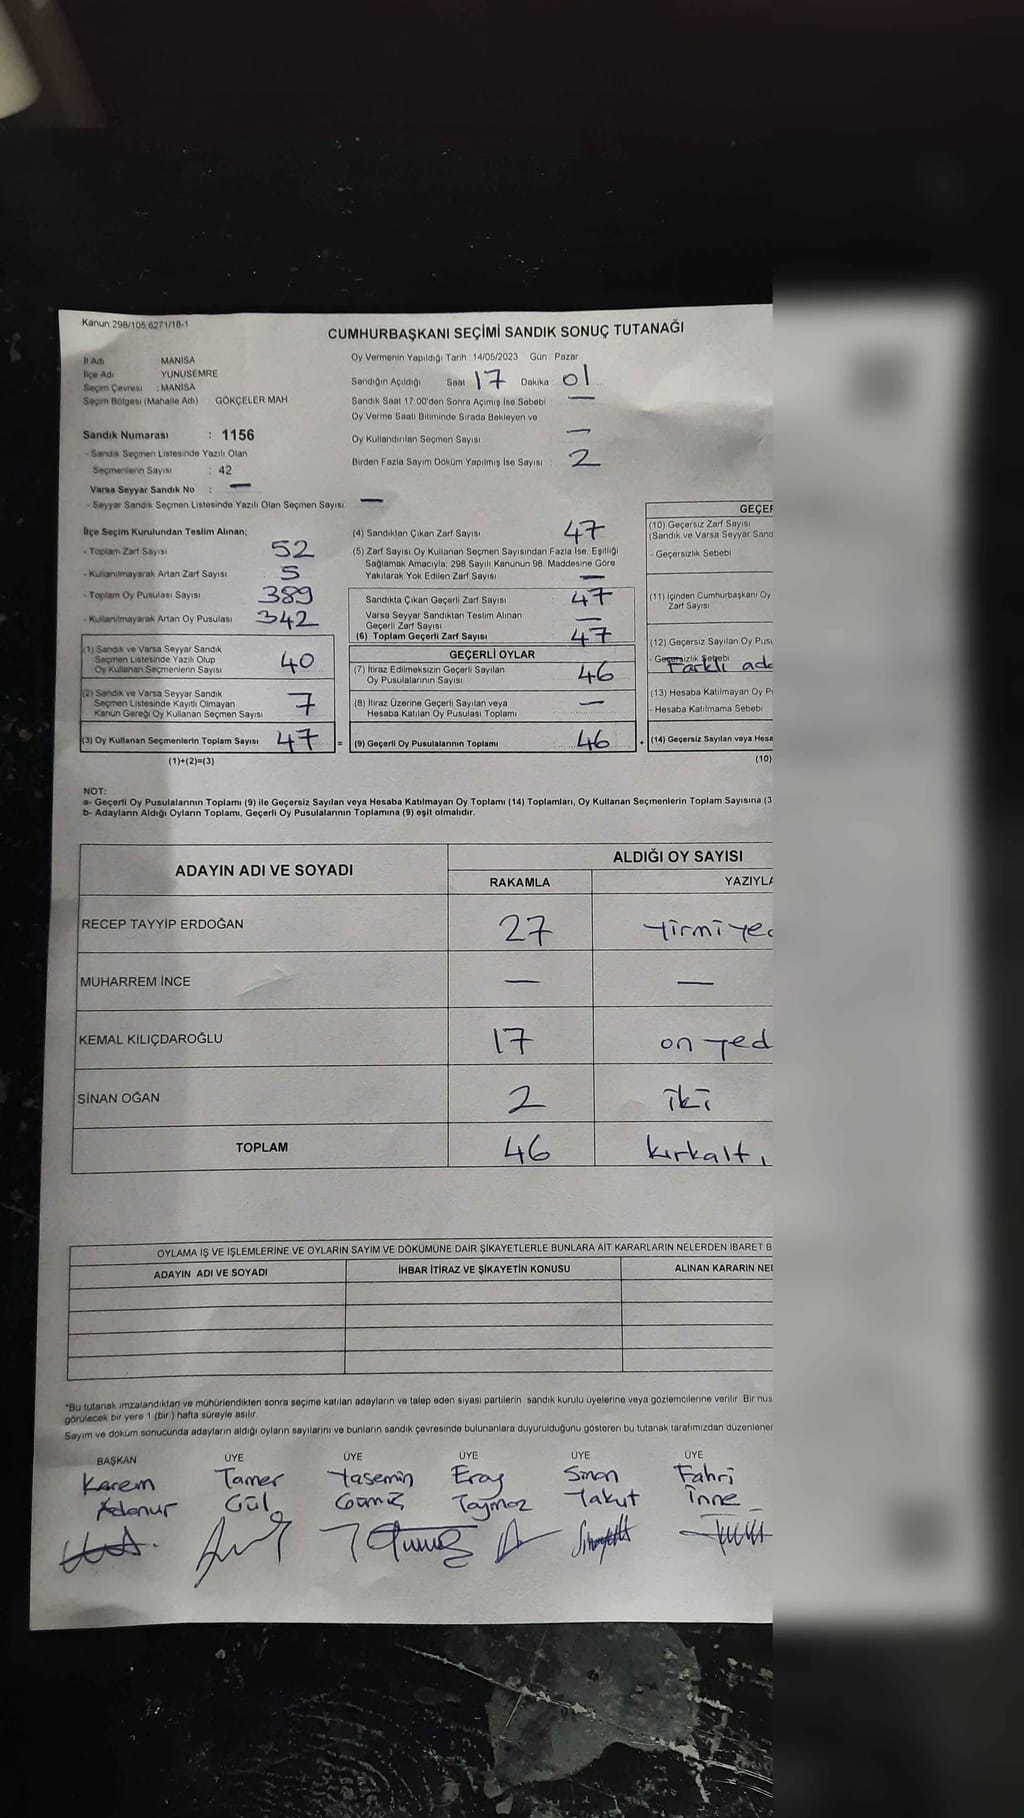 Kanun 298/105,6271/18-1
CUMHURBAŞKANI SEÇİMİ SANDIK SONUÇ TUTANAĞI
İl Adı MANİSA
İlçe Adı YUNUSEMRE
Seçim Çevresi : MANİSA
Seçim Bölgesi (Mahalle Adı) GÖKÇELER MAH
Sandık Numarası : 1156
- Sandık Seçmen Listesinde Yazılı Olan
Seçmenlerin Sayısı : 42
Varsa Seyyar Sandık No : —
- Seyyar Sandık Seçmen Listesinde Yazılı Olan Seçmen Sayısı: —
Oy Vermenin Yapıldığı Tarih :14/05/2023 Gün : Pazar
Sandığın Açıldığı Saat 17 Dakika 01
Sandık Saat 17:00'den Sonra Açımış İse Sebebi : —
Oy Verme Saati Bitiminde Sırada Bekleyen ve
Oy Kullandırılan Seçmen Sayısı —
Birden Fazla Sayım Döküm Yapılmış İse Sayısı : 2
İlçe Seçim Kurulundan Teslim Alınan;
- Toplam Zarf Sayısı 52
- Kullanılmayarak Artan Zarf Sayısı 5
- Toplam Oy Pusulası Sayısı 389
- Kullanılmayarak Artan Oy Pusulası 342
(1) Sandık ve Varsa Seyyar Sandık
Seçmen Listesinde Yazılı Olup
Oy Kullanan Seçmenlerin Sayısı 40
(2) Sandık ve Varsa Seyyar Sandık
Seçmen Listesinde Kayıtlı Olmayan
Kanun Gereği Oy Kullanan Seçmen Sayısı 7
(3) Oy Kullanan Seçmenlerin Toplam Sayısı 47 =
(1)+(2)=(3)
(4) Sandıktan Çıkan Zarf Sayısı 47
(5) Zarf Sayısı Oy Kullanan Seçmen Sayısından Fazla İse, Eşitliği
Sağlamak Amacıyla, 298 Sayılı Kanunun 98. Maddesine Göre
Yakılarak Yok Edilen Zarf Sayısı —
Sandıkta Çıkan Geçerli Zarf Sayısı 47
Varsa Seyyar Sandıktan Teslim Alınan
Geçerli Zarf Sayısı —
(6) Toplam Geçerli Zarf Sayısı 47
GEÇERLİ OYLAR
(7) İtiraz Edilmeksizin Geçerli Sayılan
Oy Pusulalarının Sayısı 46
(8) İtiraz Üzerine Geçerli Sayılan veya
Hesaba Katılan Oy Pusulası Toplamı —
(9) Geçerli Oy Pusulalarının Toplamı 46 +
GEÇER
(10) Geçersiz Zarf Sayısı
(Sandık ve Varsa Seyyar Sand
- Geçersizlik Sebebi
(11) İçinden Cumhurbaşkanı Oy
Zarf Sayısı
(12) Geçersiz Sayılan Oy Pusu
- Geçersizlik Sebebi
Farklı ada
(13) Hesaba Katılmayan Oy P
- Hesaba Katılmama Sebebi
(14) Geçersiz Sayılan veya Hesa
(10)
NOT:
a- Geçerli Oy Pusulalarının Toplamı (9) ile Geçersiz Sayılan veya Hesaba Katılmayan Oy Toplamı (14) Toplamları, Oy Kullanan Seçmenlerin Toplam Sayısına (3
b- Adayların Aldığı Oyların Toplamı, Geçerli Oy Pusulalarının Toplamına (9) eşit olmalıdır.
ADAYIN ADI VE SOYADI ALDIĞI OY SAYISI
RAKAMLA YAZIYLA
RECEP TAYYİP ERDOĞAN 27 Yirmi Yed
MUHARREM İNCE — —
KEMAL KILIÇDAROĞLU 17 on yed
SİNAN OĞAN 2 iki
TOPLAM 46 kırkaltı
OYLAMA İŞ VE İŞLEMLERİNE VE OYLARIN SAYIM VE DÖKÜMÜNE DAİR ŞİKAYETLERLE BUNLARA AİT KARARLARIN NELERDEN İBARET B
ADAYIN ADI VE SOYADI İHBAR İTİRAZ VE ŞİKAYETİN KONUSU ALINAN KARARIN NE
*Bu tutanak imzalandıktan ve mühürlendikten sonra seçime katılan adayların ve talep eden siyasi partilerin sandık kurulu üyelerine veya gözlemcilerine verilir. Bir nüs
görülecek bir yere 1 (bir ) hafta süreyle asılır.
Sayım ve döküm sonucunda adayların aldığı oyların sayılarını ve bunların sandık çevresinde bulunanlara duyurulduğunu gösteren bu tutanak tarafımızdan düzenlene
BAŞKAN ÜYE ÜYE ÜYE ÜYE ÜYE
Kerem Tamer Yasemin Eray Sinan Fahri
Adanur Gül Gümüş Taymaz Yakut İnne